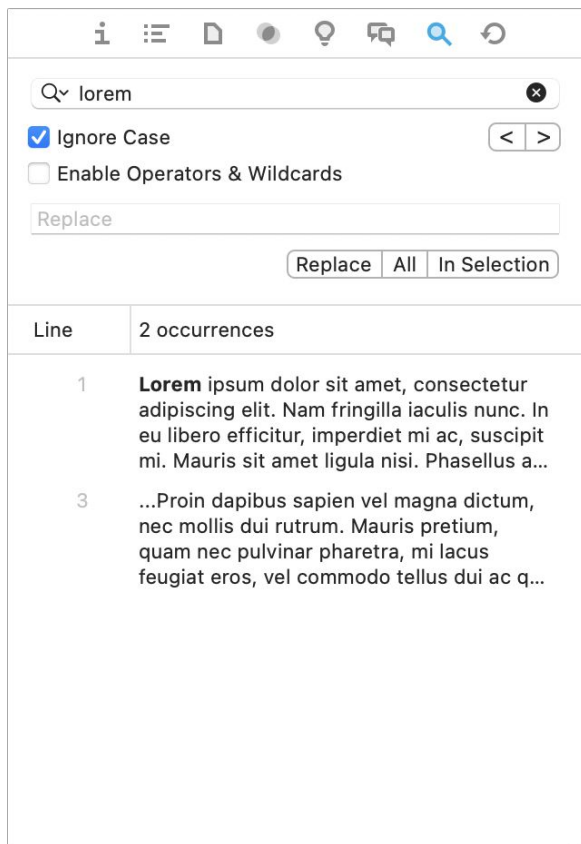 lorem
Ignore Case
< >
Enable Operators & Wildcards
Replace
Replace All In Selection
Line 2 occurrences
1 Lorem ipsum dolor sit amet, consectetur
adipiscing elit. Nam fringilla iaculis nunc. In
eu libero efficitur, imperdiet mi ac, suscipit
mi. Mauris sit amet ligula nisi. Phasellus a...
3 ...Proin dapibus sapien vel magna dictum,
nec mollis dui rutrum. Mauris pretium,
quam nec pulvinar pharetra, mi lacus
feugiat eros, vel commodo tellus dui ac q...